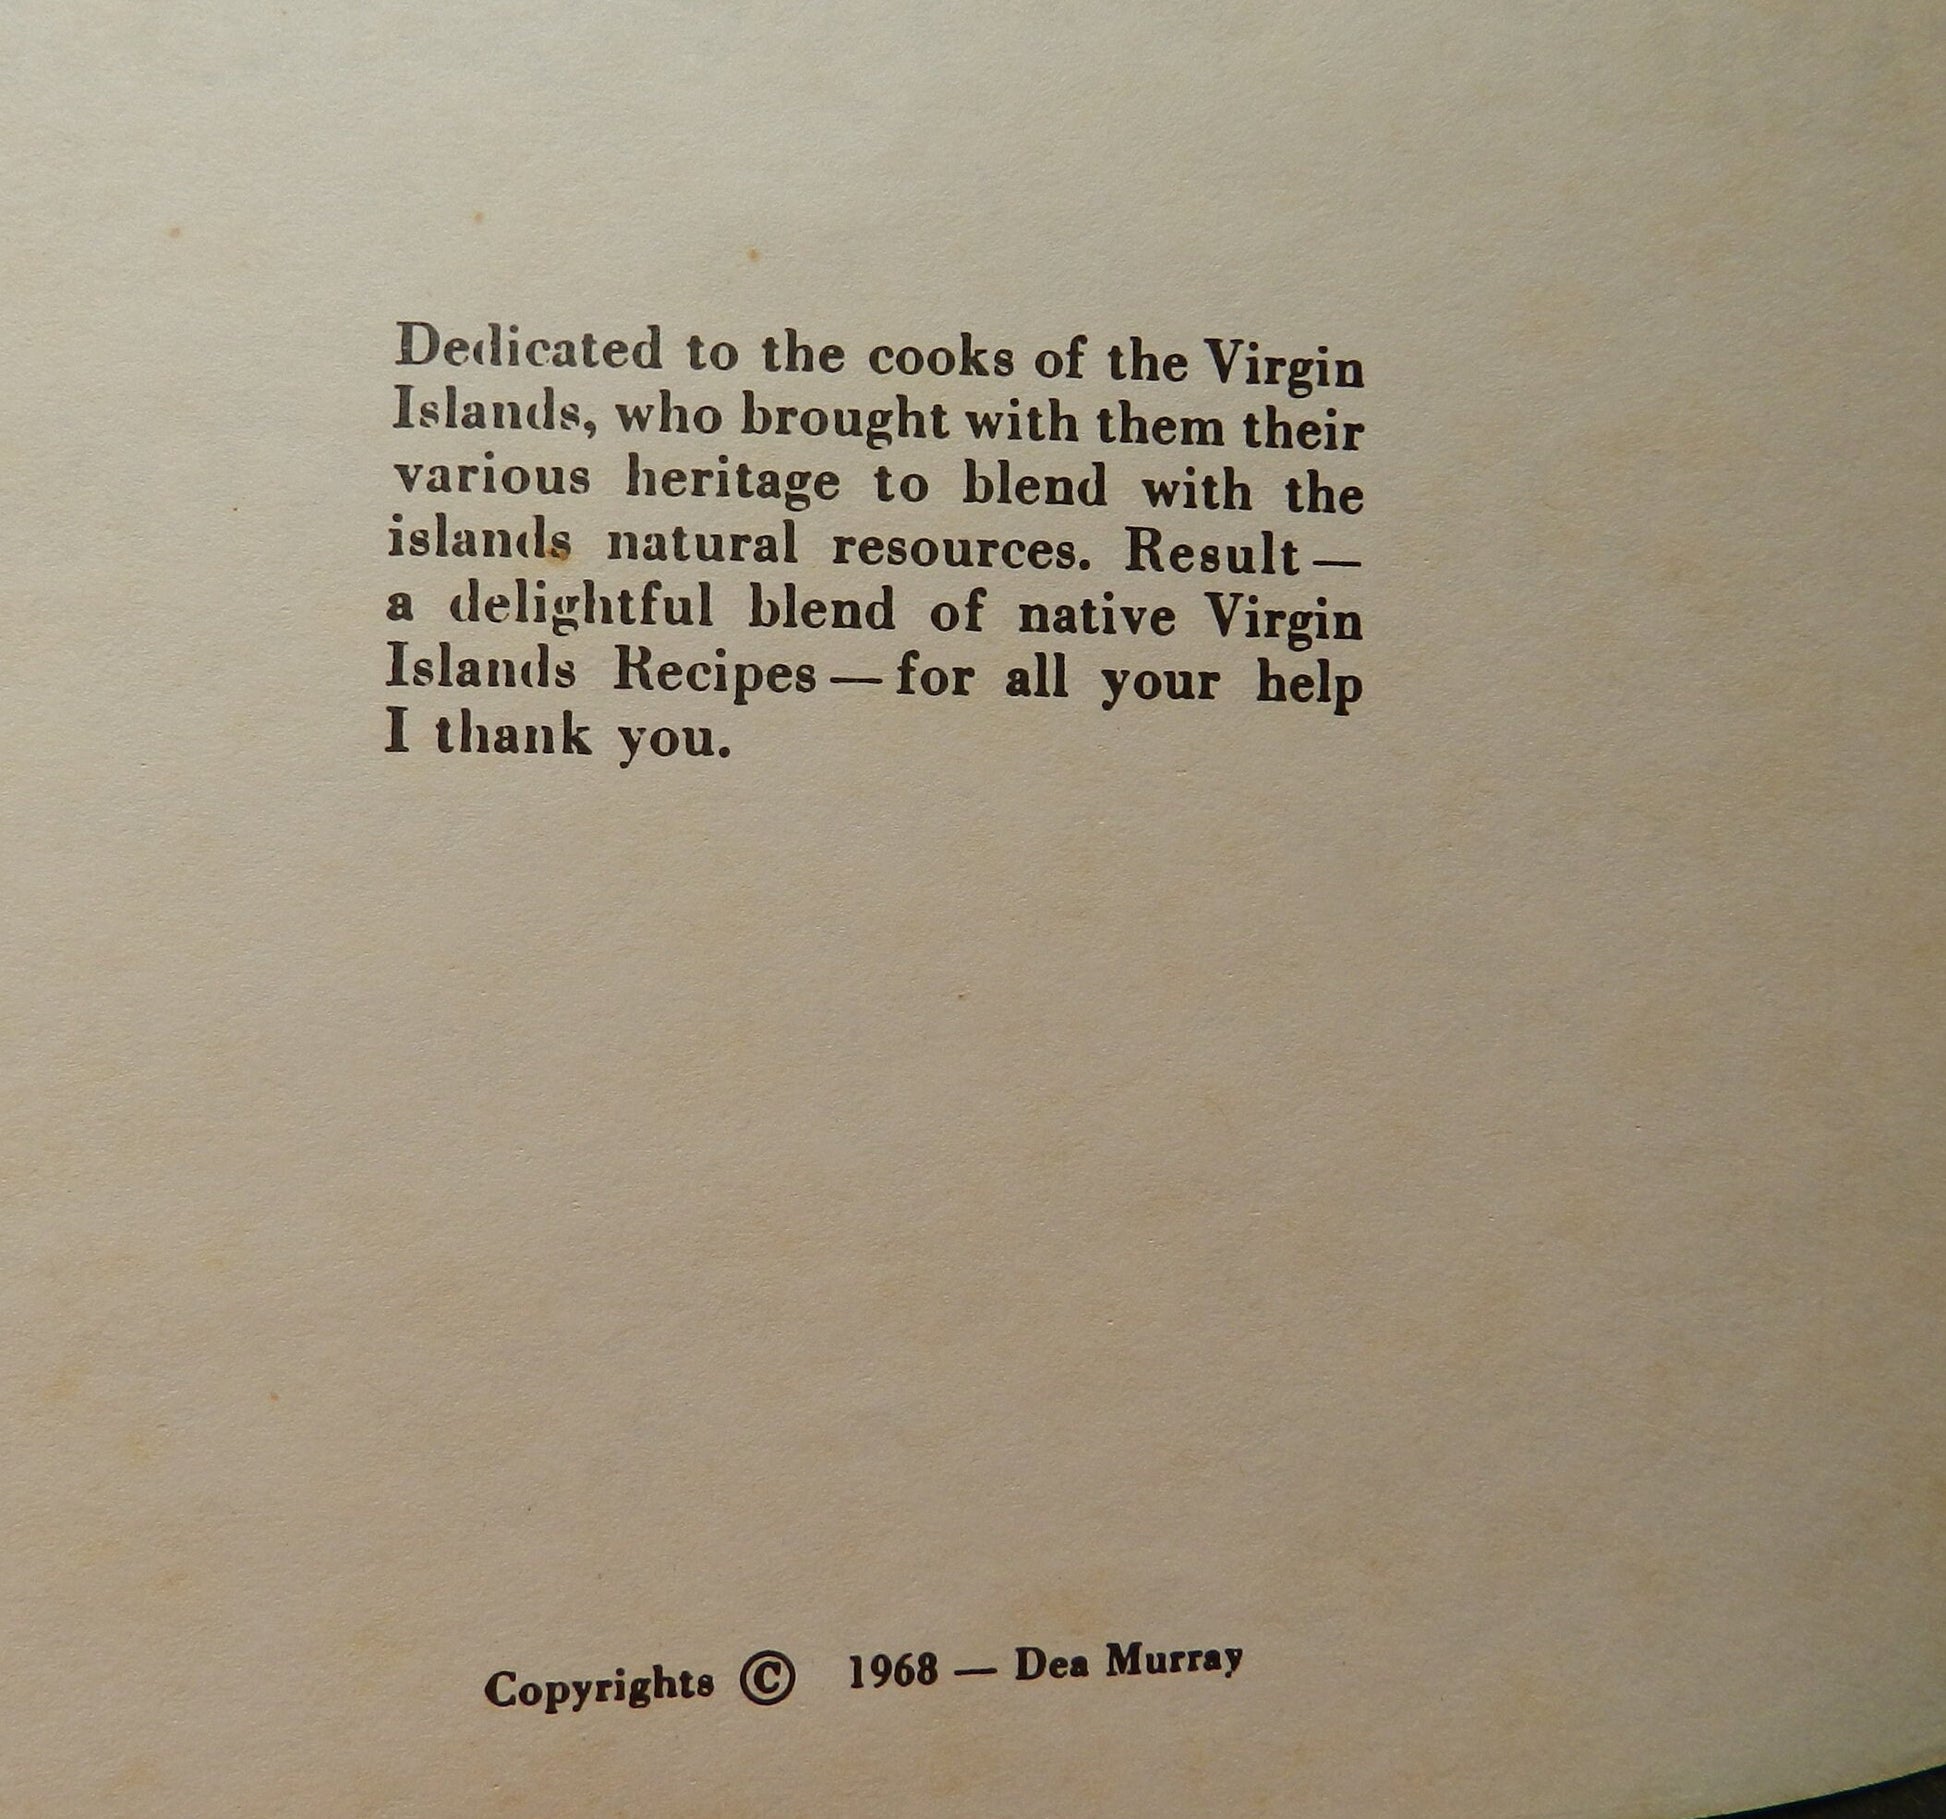 Dedicated to the cooks of the Virgin
Islands, who brought with them their
various heritage to blend with the
islands natural resources. Result —
a delightful blend of native Virgin
Islands Recipes — for all your help
I thank you.
Copyrights © 1968 — Dea Murray